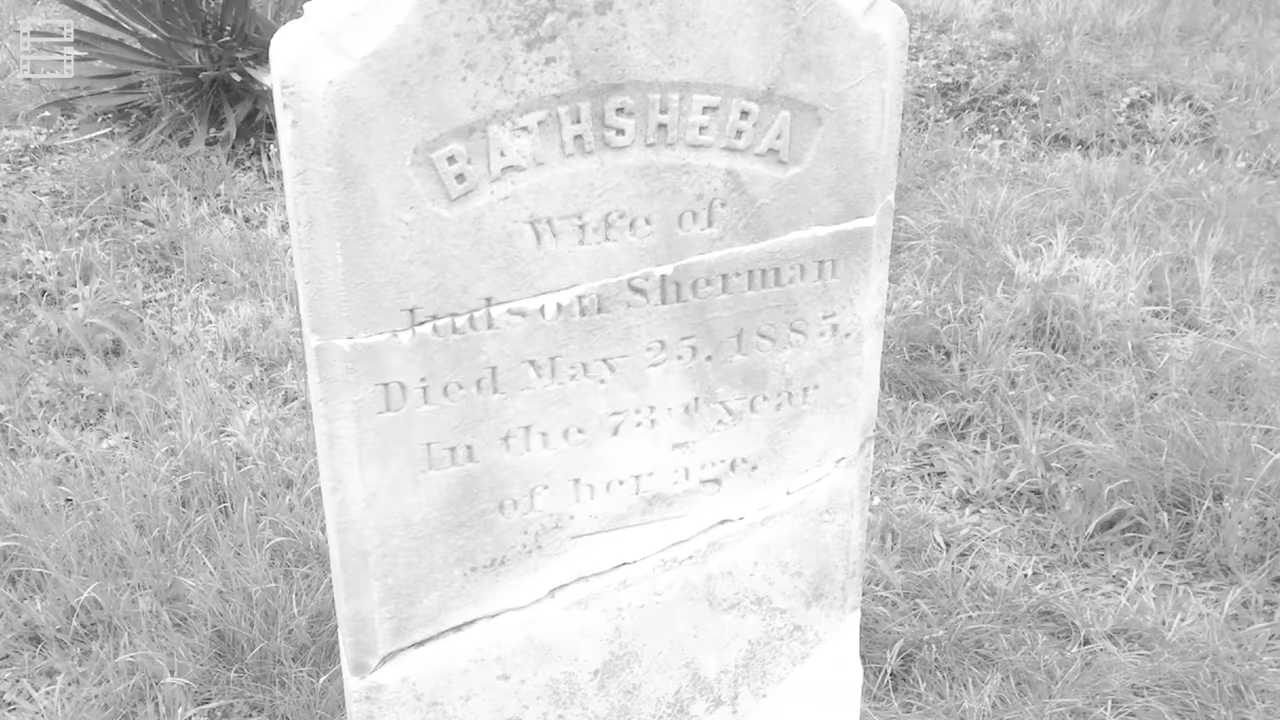 BATHSHEBA
Wife of
Judson Sherman
Died May 25, 1885.
In the 73rd year
of her age.